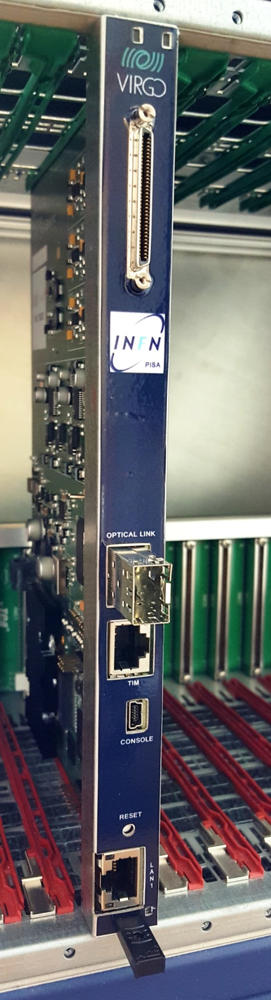 VIRGO
INFN
PISA
OPTICAL LINK
TIM
CONSOLE
RESET
LAN1